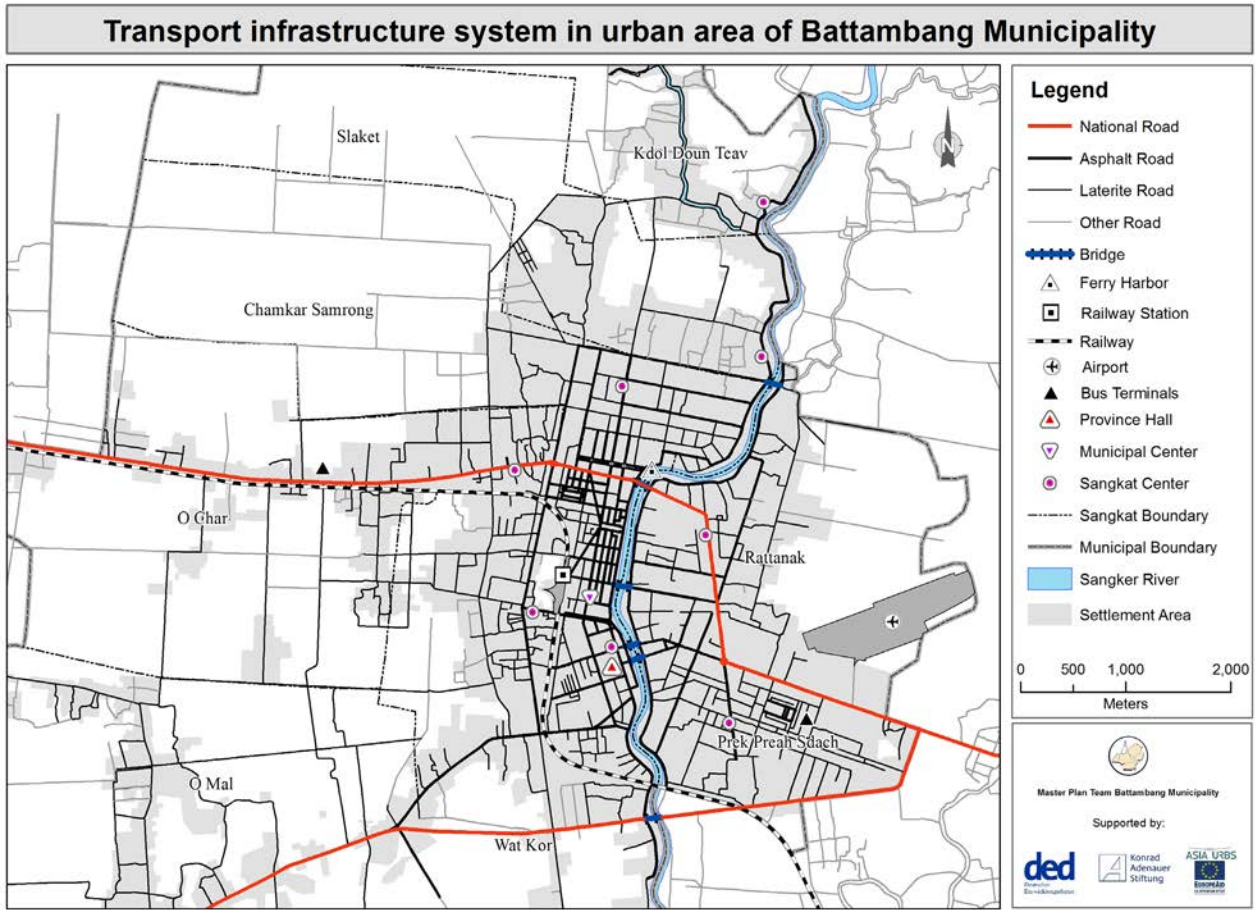 Transport infrastructure system in urban area of Battambang Municipality
Slaket
Kdol Doun Teav
N
Chamkar Samrong
O Char
Rattanak
Prek Preah Sdach
O Mal
Wat Kor
Legend
National Road
Asphalt Road
Laterite Road
Other Road
Bridge
Ferry Harbor
Railway Station
Railway
Airport
Bus Terminals
Province Hall
Municipal Center
Sangkat Center
Sangkat Boundary
Municipal Boundary
Sangker River
Settlement Area
0 500 1,000 2,000
Meters
Master Plan Team Battambang Municipality
Supported by:
ded
Deutscher
Entwicklungsdienst
Konrad
Adenauer
Stiftung
ASIA URBS
EUROPEAID